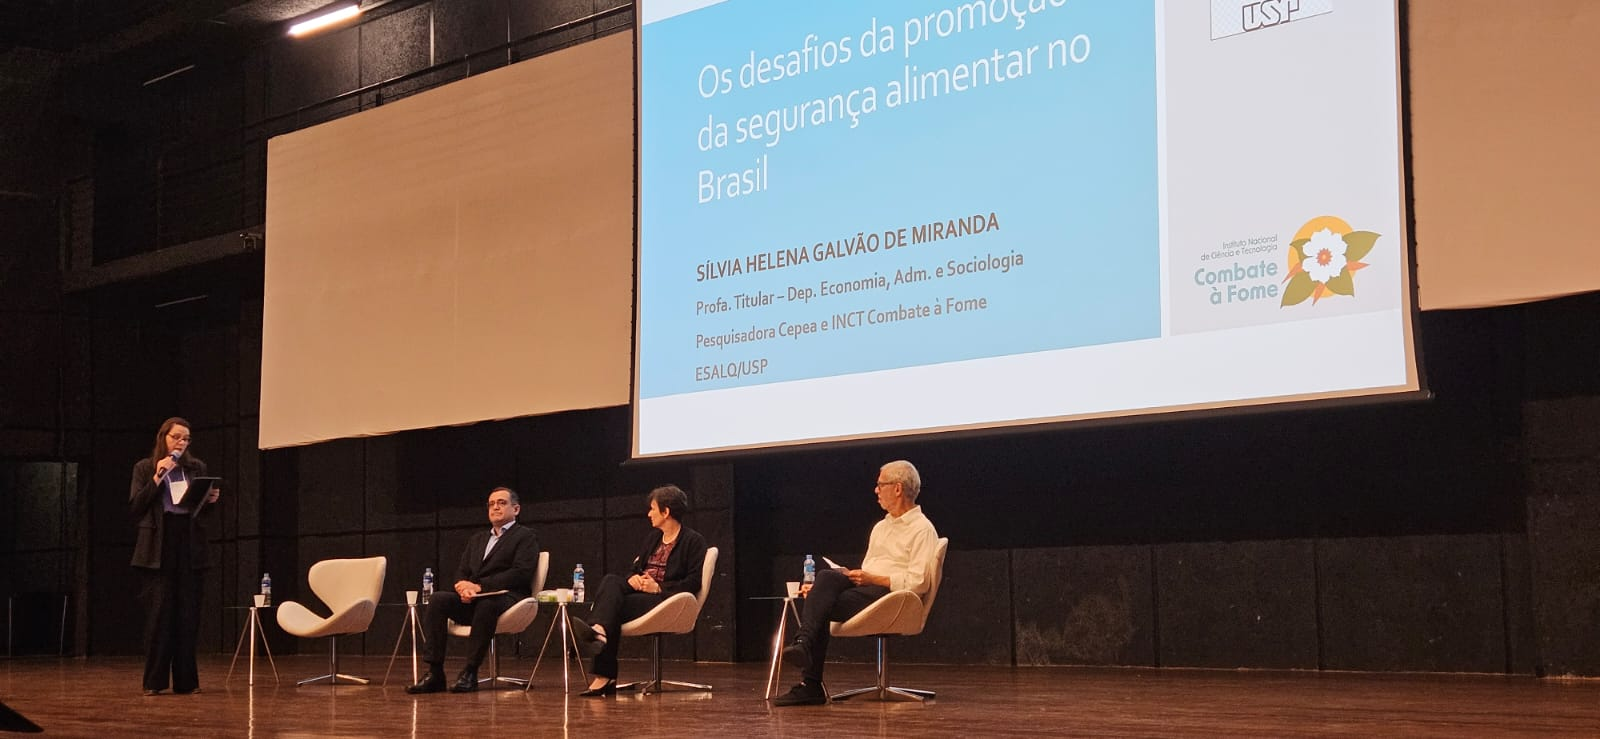 Os desafios da promoção
da segurança alimentar no
Brasil
SÍLVIA HELENA GALVÃO DE MIRANDA
Profa. Titular – Dep. Economia, Adm. e Sociologia
Pesquisadora Cepea e INCT Combate à Fome
ESALQ/USP
USP
Instituto Nacional
de Ciência e Tecnologia
Combate
à Fome